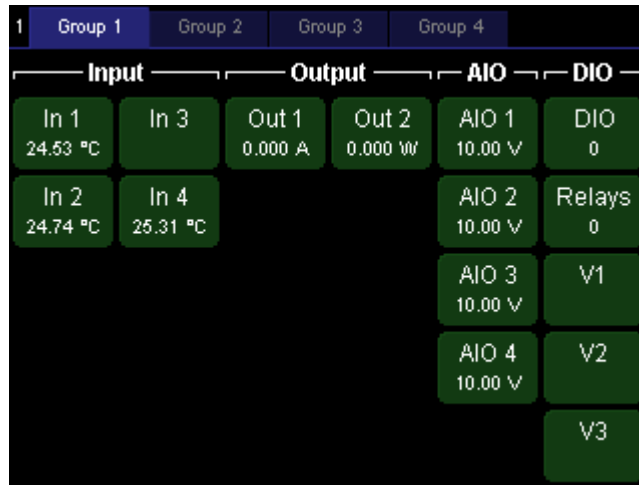 1 Group 1 Group 2 Group 3 Group 4
Input Output AIO DIO
In 1 In 3 Out 1 Out 2 AIO 1 DIO
24.53 °C 0.000 A 0.000 W 10.00 V 0
In 2 In 4 AIO 2 Relays
24.74 °C 25.31 °C 10.00 V 0
AIO 3 V1
10.00 V
AIO 4 V2
10.00 V
V3